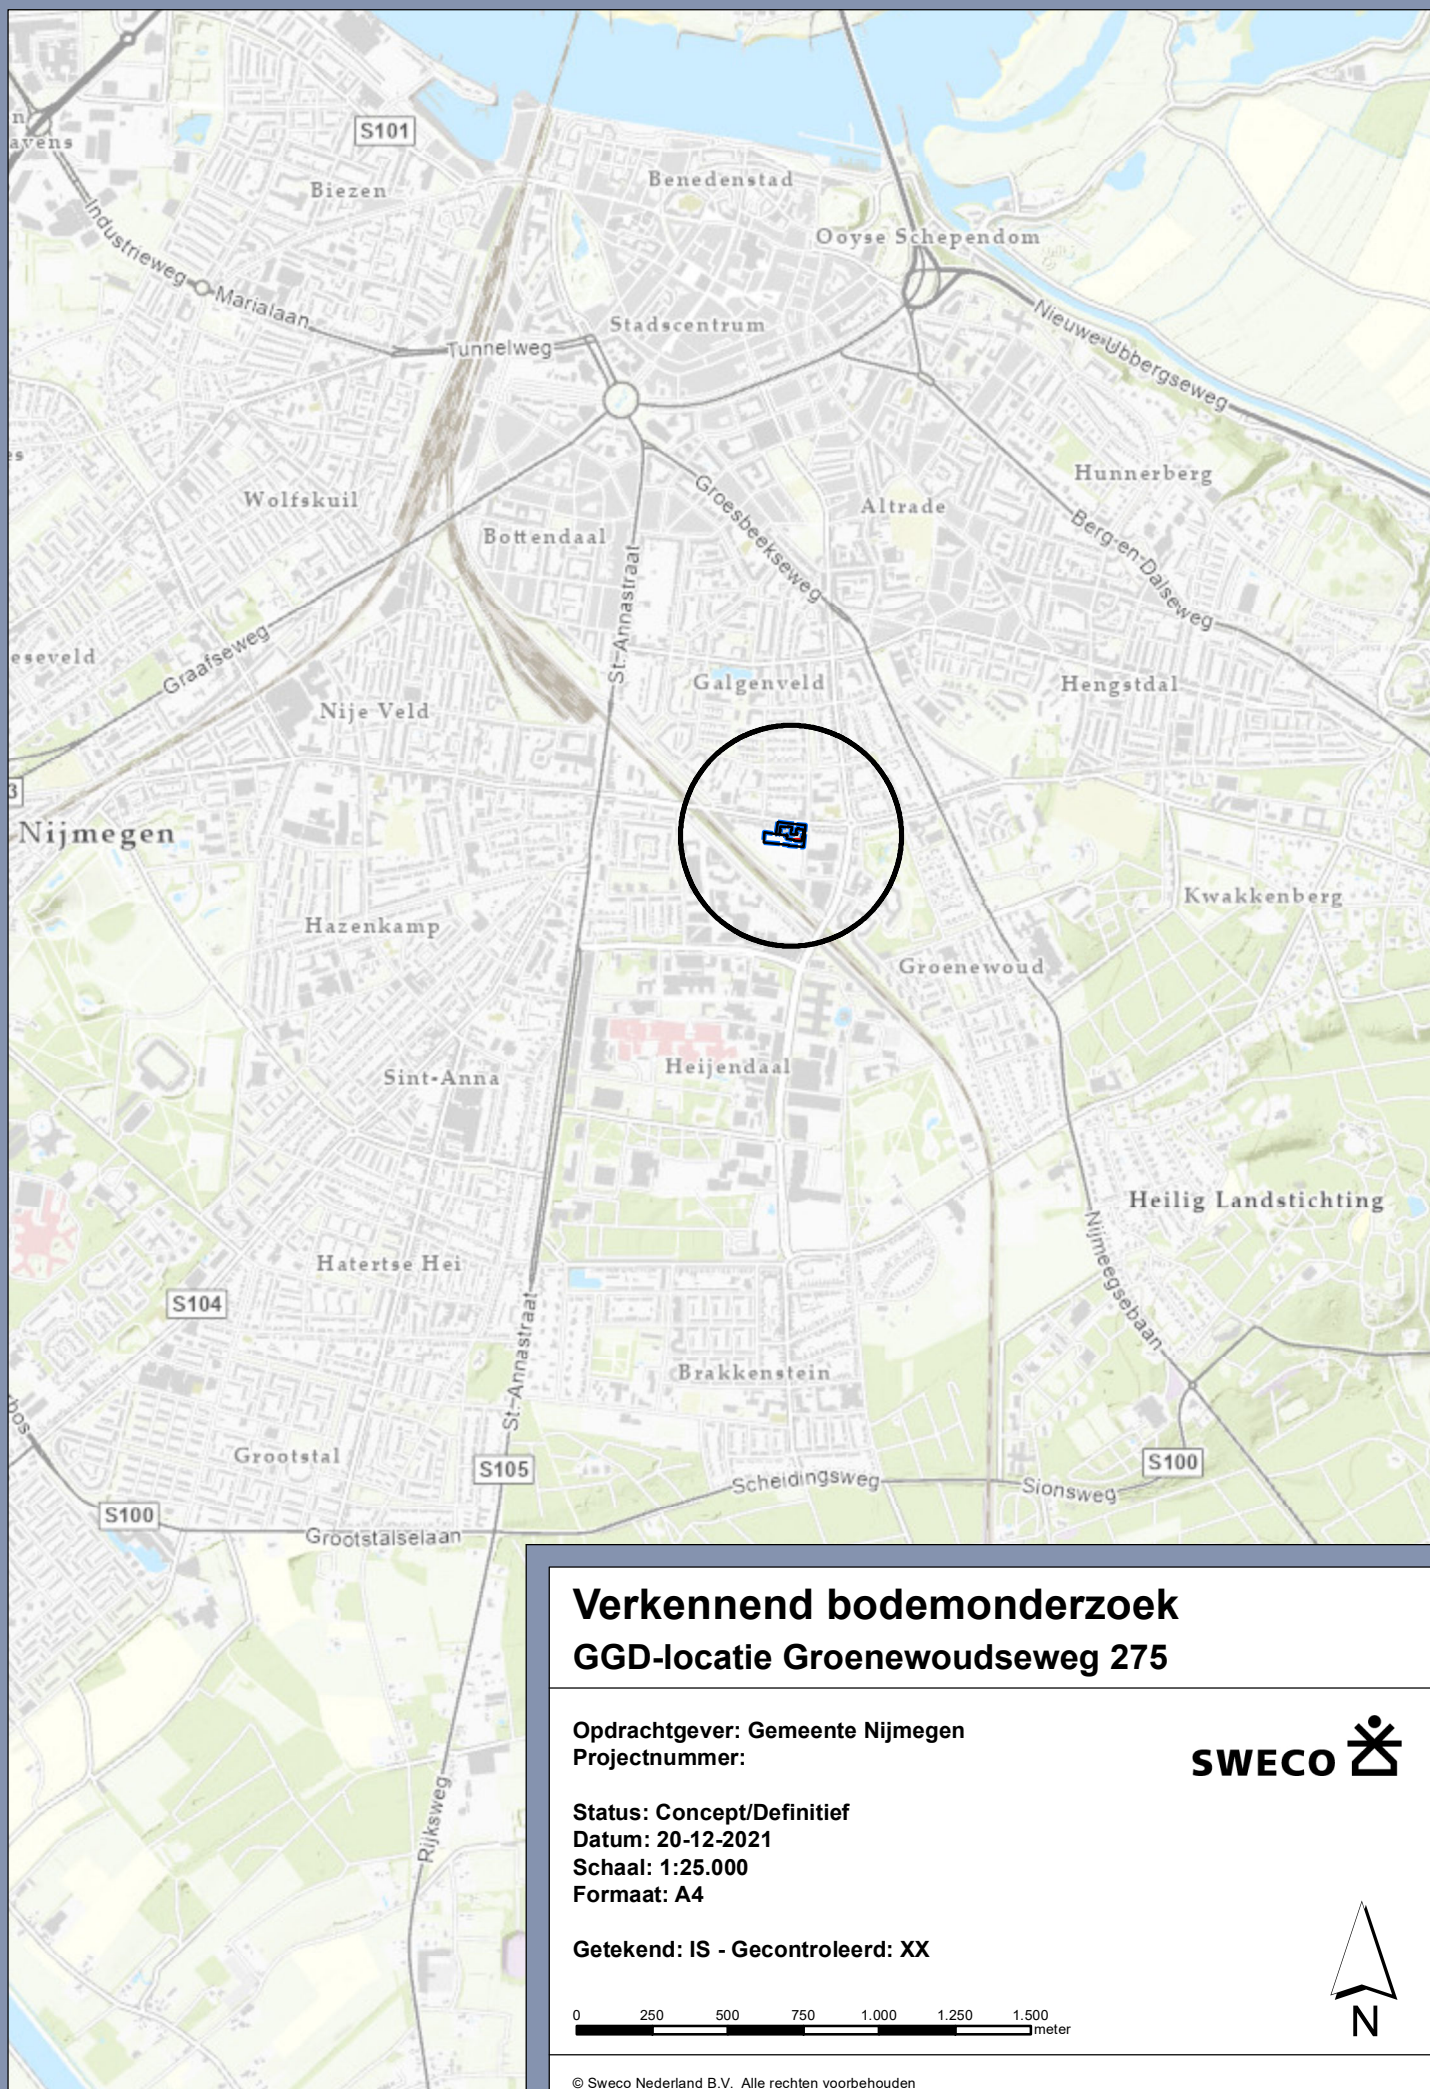 S101
Biezen
Benedenstad
Ooyse Schependom
Industrieweg
Marialaan
Tunnelweg
Stadscentrum
Nieuwe Ubbergseweg
Hunnerberg
Wolfskuil
Bottendaal
Groesbeekseweg
Altrade
Berg-en-Dalseweg
St.-Annastraat
Graafseweg
eseveld
Nije Veld
Galgenveld
Hengstdal
3
Nijmegen
Hazenkamp
Kwakkenberg
Groenewoud
Sint-Anna
Heijendaal
Heilig Landstichting
Nijmeegsebaan
Hatertse Hei
S104
St.-Annastraat
Brakkenstein
Grootstal
S105
Scheidingsweg
Sionsweg
S100
S100
Grootstalselaan
Rijksweg
Verkennend bodemonderzoek
GGD-locatie Groenewoudseweg 275
Opdrachtgever: Gemeente Nijmegen
Projectnummer:
SWECO
Status: Concept/Definitief
Datum: 20-12-2021
Schaal: 1:25.000
Formaat: A4
Getekend: IS - Gecontroleerd: XX
0 250 500 750 1.000 1.250 1.500
meter
N
© Sweco Nederland B.V. Alle rechten voorbehouden